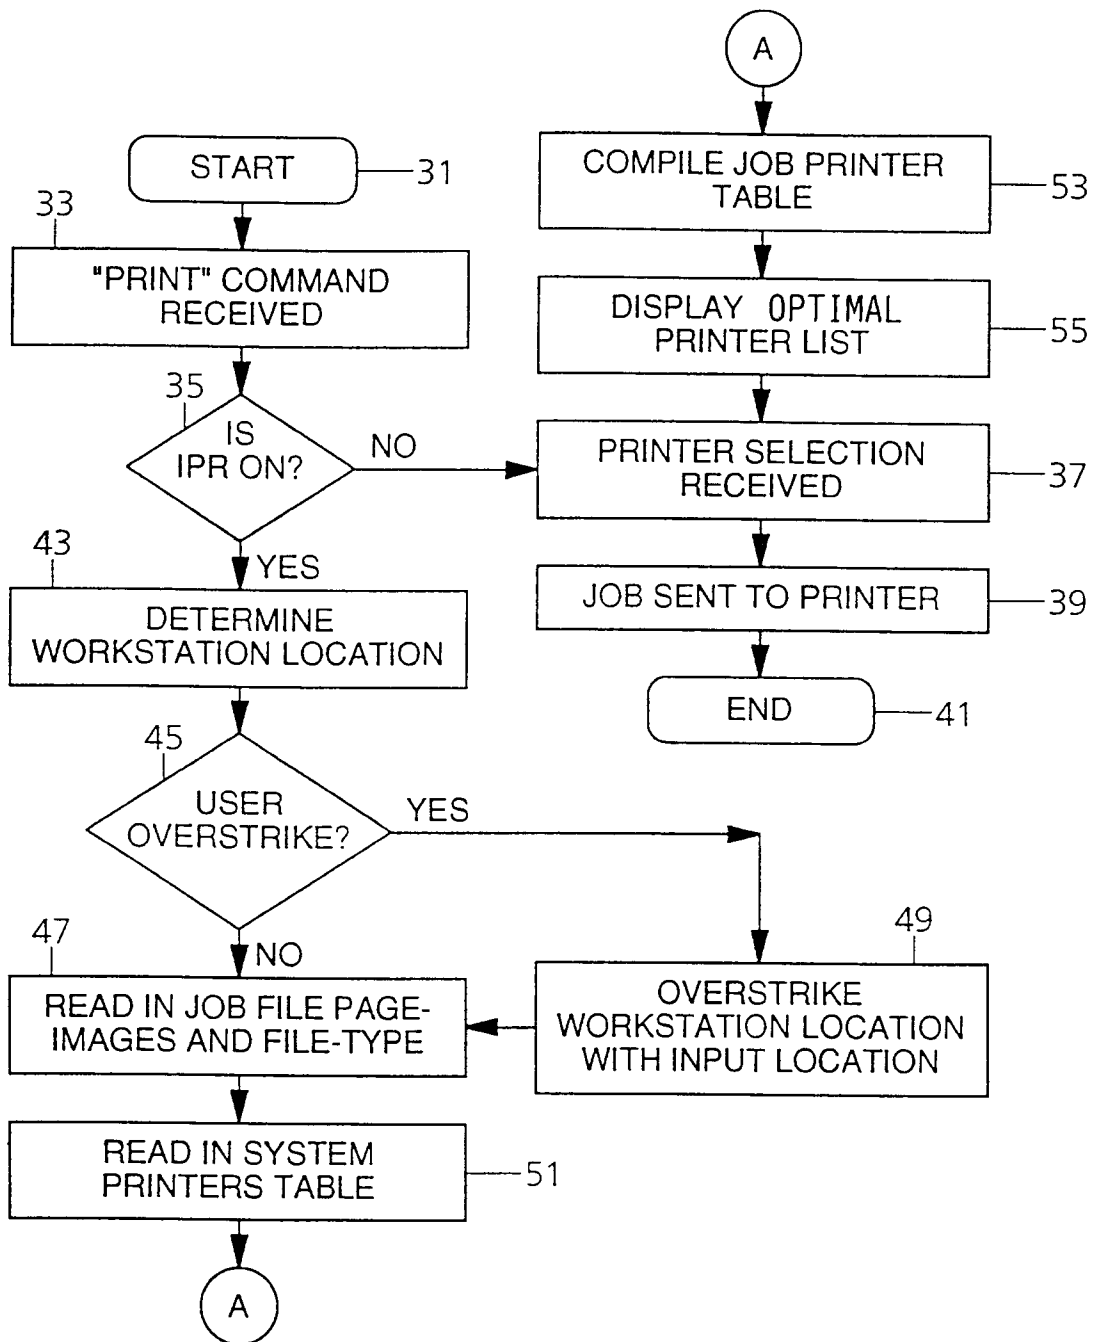 START
31
33
"PRINT" COMMAND
RECEIVED
35
IS
IPR ON?
NO
YES
43
DETERMINE
WORKSTATION LOCATION
45
USER
OVERSTRIKE?
YES
NO
49
OVERSTRIKE
WORKSTATION LOCATION
WITH INPUT LOCATION
47
READ IN JOB FILE PAGE-
IMAGES AND FILE-TYPE
READ IN SYSTEM
PRINTERS TABLE
51
A
A
COMPILE JOB PRINTER
TABLE
53
DISPLAY OPTIMAL
PRINTER LIST
55
PRINTER SELECTION
RECEIVED
37
JOB SENT TO PRINTER
39
END
41